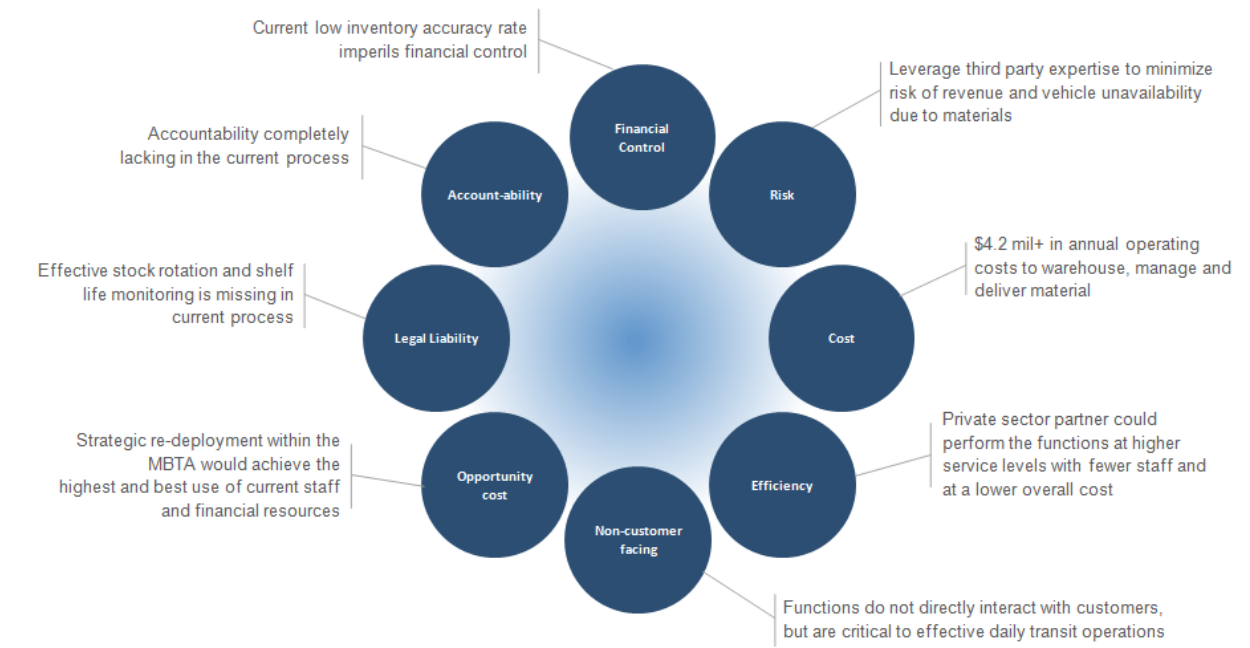 Current low inventory accuracy rate
imperils financial control
Financial
Control
Leverage third party expertise to minimize
risk of revenue and vehicle unavailability
due to materials
Risk
$4.2 mil+ in annual operating
costs to warehouse, manage and
deliver material
Cost
Private sector partner could
perform the functions at higher
service levels with fewer staff and
at a lower overall cost
Efficiency
Functions do not directly interact with customers,
but are critical to effective daily transit operations
Non-customer
facing
Strategic re-deployment within the
MBTA would achieve the
highest and best use of current staff
and financial resources
Opportunity
cost
Effective stock rotation and shelf
life monitoring is missing in
current process
Legal Liability
Accountability completely
lacking in the current process
Account-ability